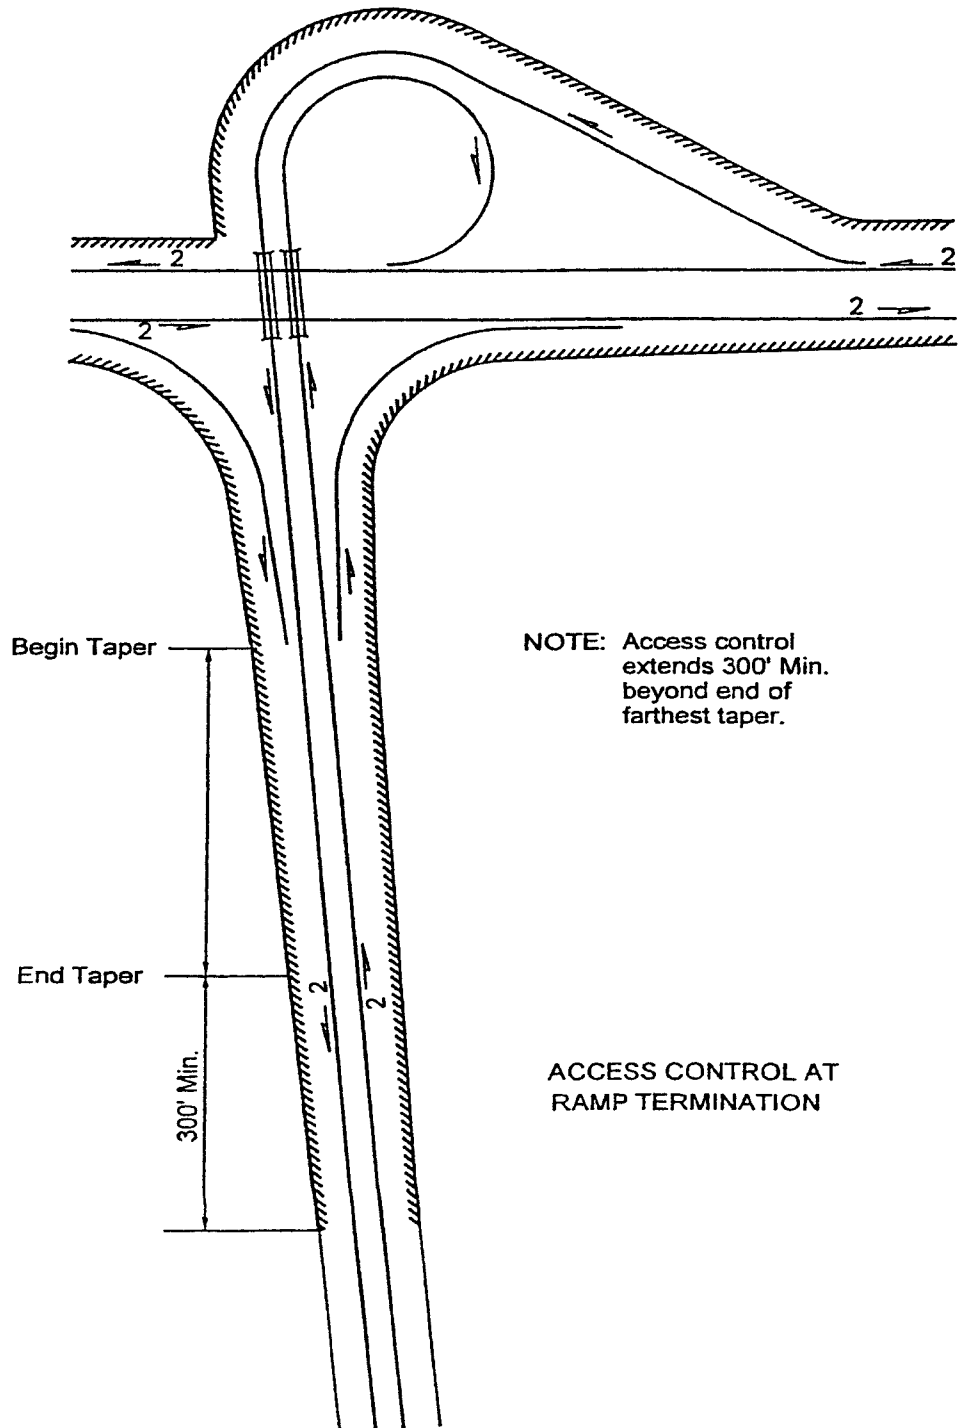 2
2
2
2
Begin Taper
NOTE: Access control
extends 300' Min.
beyond end of
farthest taper.
End Taper
2
2
300' Min.
ACCESS CONTROL AT
RAMP TERMINATION